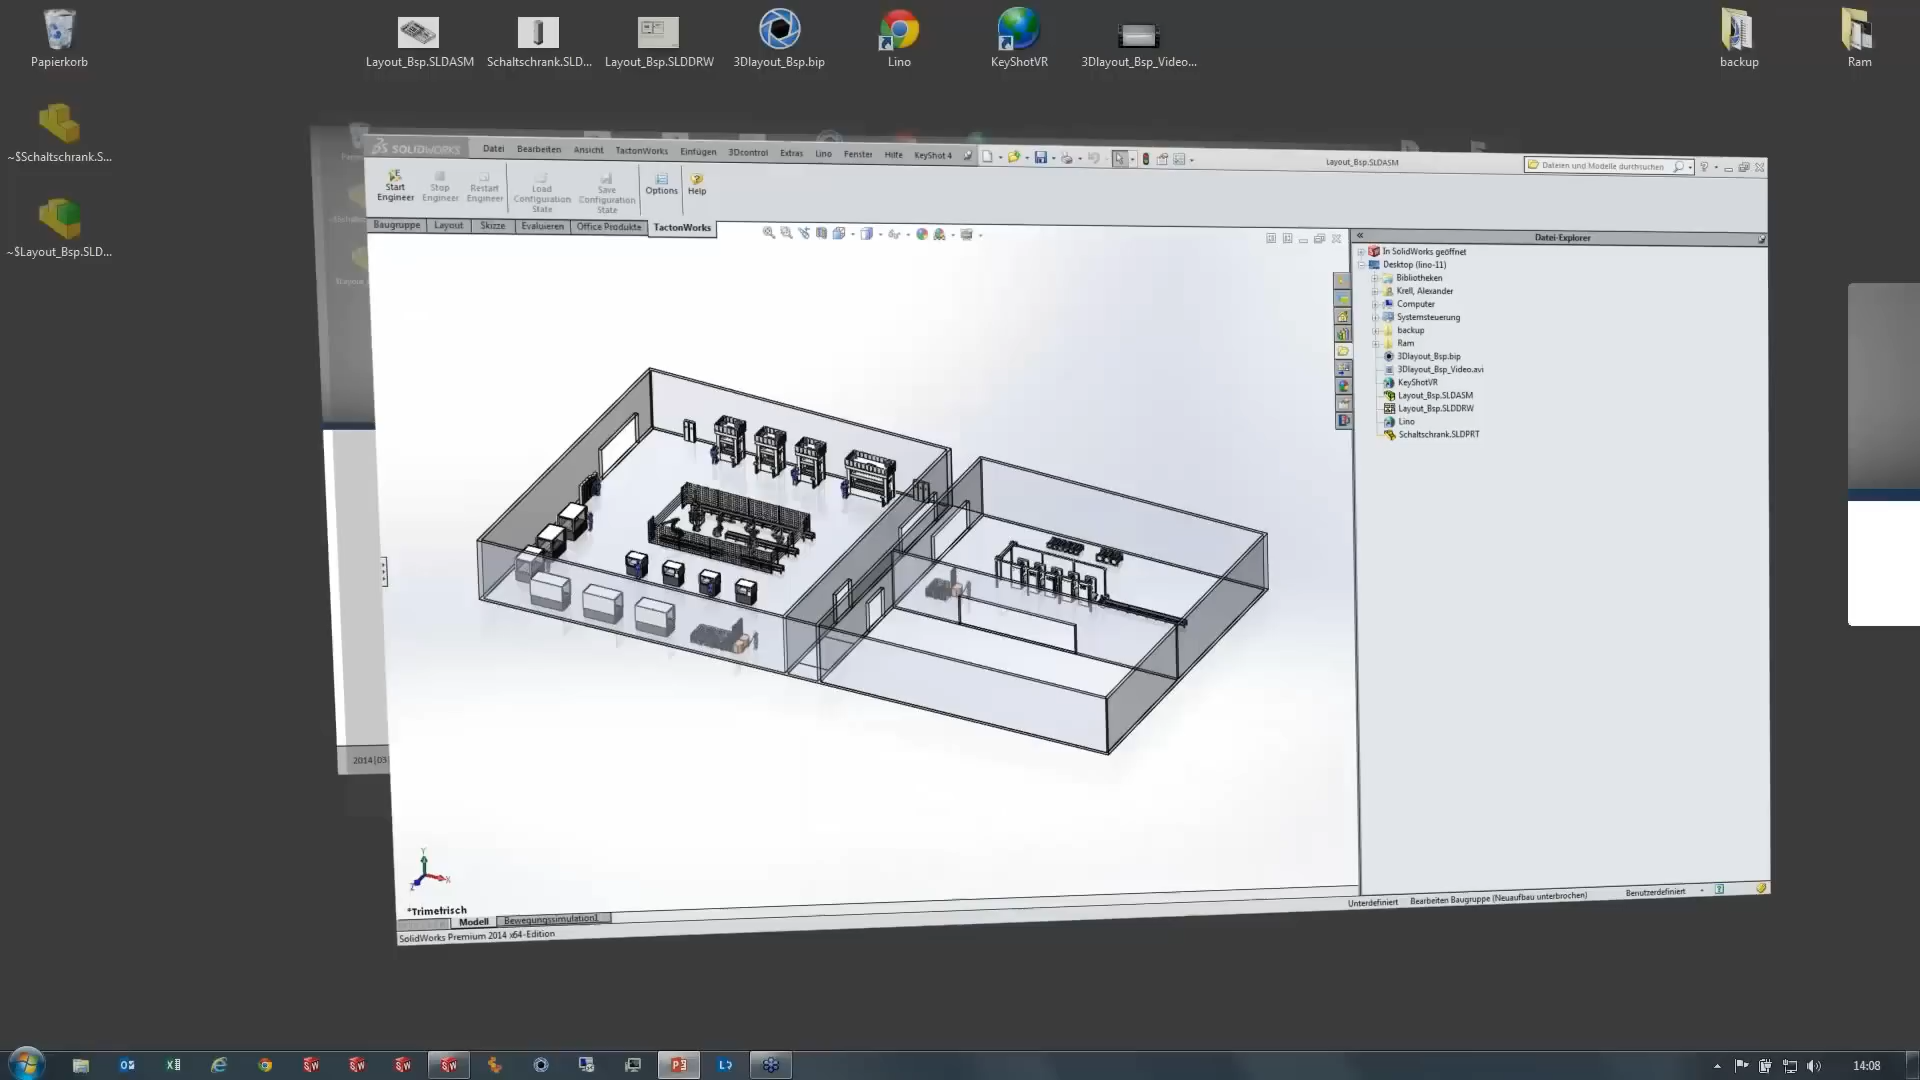 Papierkorb
Layout_Bsp.SLDASM
Schaltschrank.SLD...
Layout_Bsp.SLDDRW
3Dlayout_Bsp.bip
Lino
KeyShotVR
3Dlayout_Bsp_Video...
backup
Ram
~$Schaltschrank.S...
~$Layout_Bsp.SLD...
SOLIDWORKS
Datei Bearbeiten Ansicht TactonWorks Einfügen 3Dcontrol Extras Lino Fenster Hilfe KeyShot 4
Layout_Bsp.SLDASM
Dateien und Modelle durchsuchen
Start Engineer
Stop Engineer
Restart Engineer
Load Configuration State
Save Configuration State
Options
Help
Baugruppe Layout Skizze Evaluieren Office Produkte TactonWorks
Datei-Explorer
In SolidWorks geöffnet
Desktop (lino-11)
Bibliotheken
Krell, Alexander
Computer
Systemsteuerung
backup
Ram
3Dlayout_Bsp.bip
3Dlayout_Bsp_Video.avi
KeyShotVR
Layout_Bsp.SLDASM
Layout_Bsp.SLDDRW
Lino
Schaltschrank.SLDPRT
2014|03
Y
X
Z
*Trimetrisch
Modell Bewegungssimulation1
SolidWorks Premium 2014 x64-Edition
Unterdefiniert Bearbeiten Baugruppe (Neuaufbau unterbrochen) Benutzerdefiniert
14:08